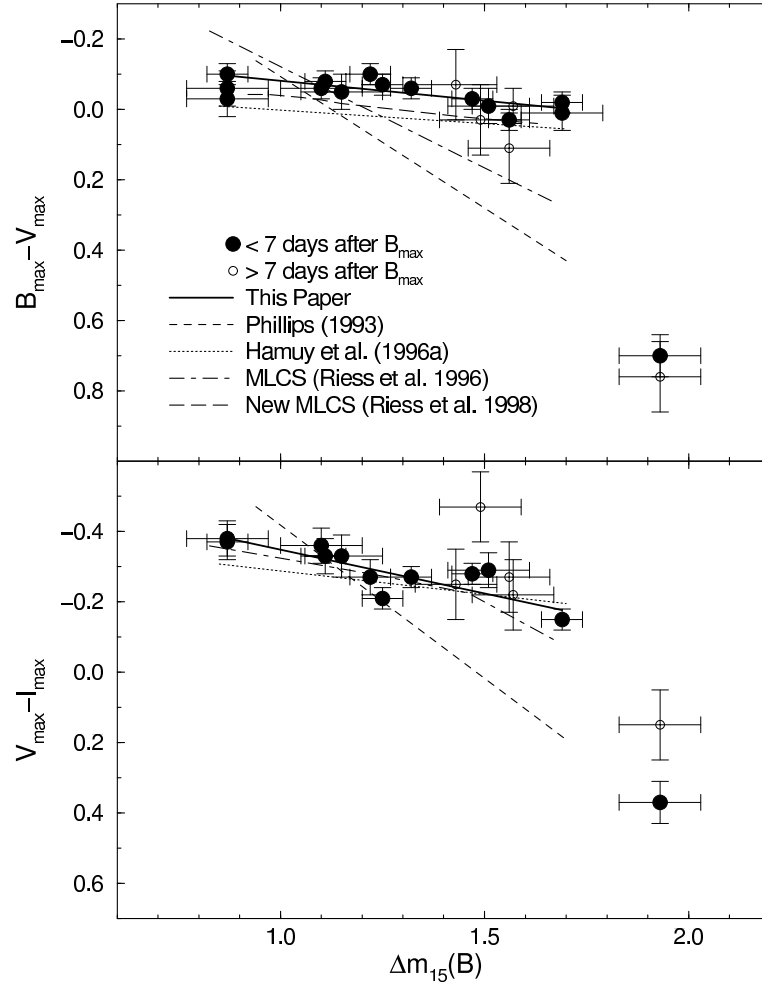 −0.2
0.0
0.2
0.4
0.6
0.8
B_max−V_max
< 7 days after B_max
> 7 days after B_max
This Paper
Phillips (1993)
Hamuy et al. (1996a)
MLCS (Riess et al. 1996)
New MLCS (Riess et al. 1998)
−0.4
−0.2
0.0
0.2
0.4
0.6
V_max−I_max
1.0 1.5 2.0
Δm_15(B)